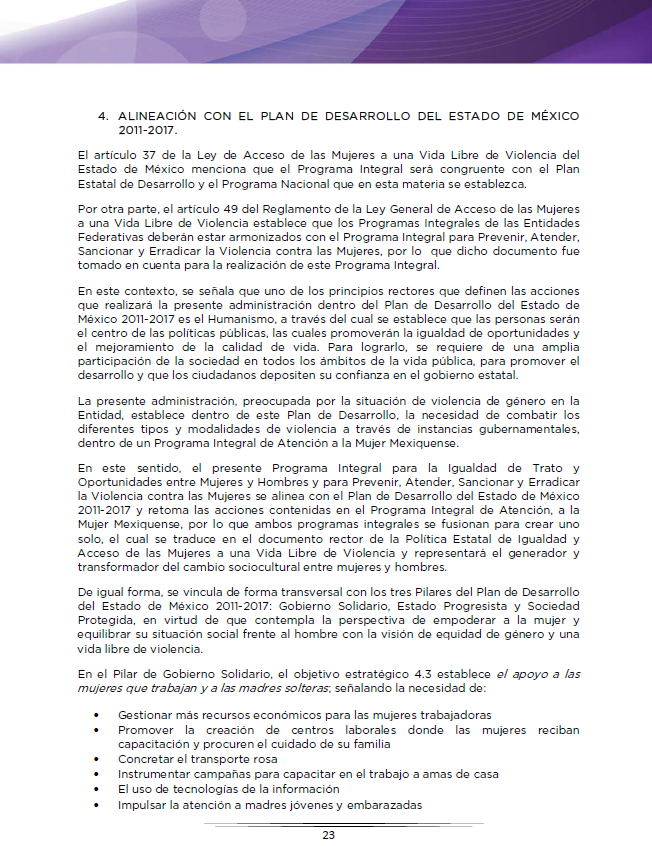 4. ALINEACIÓN CON EL PLAN DE DESARROLLO DEL ESTADO DE MÉXICO
2011-2017.
El artículo 37 de la Ley de Acceso de las Mujeres a una Vida Libre de Violencia del
Estado de México menciona que el Programa Integral será congruente con el Plan
Estatal de Desarrollo y el Programa Nacional que en esta materia se establezca.
Por otra parte, el artículo 49 del Reglamento de la Ley General de Acceso de las Mujeres
a una Vida Libre de Violencia establece que los Programas Integrales de las Entidades
Federativas deberán estar armonizados con el Programa Integral para Prevenir, Atender,
Sancionar y Erradicar la Violencia contra las Mujeres, por lo que dicho documento fue
tomado en cuenta para la realización de este Programa Integral.
En este contexto, se señala que uno de los principios rectores que definen las acciones
que realizará la presente administración dentro del Plan de Desarrollo del Estado de
México 2011-2017 es el Humanismo, a través del cual se establece que las personas serán
el centro de las políticas públicas, las cuales promoverán la igualdad de oportunidades y
el mejoramiento de la calidad de vida. Para lograrlo, se requiere de una amplia
participación de la sociedad en todos los ámbitos de la vida pública, para promover el
desarrollo y que los ciudadanos depositen su confianza en el gobierno estatal.
La presente administración, preocupada por la situación de violencia de género en la
Entidad, establece dentro de este Plan de Desarrollo, la necesidad de combatir los
diferentes tipos y modalidades de violencia a través de instancias gubernamentales,
dentro de un Programa Integral de Atención a la Mujer Mexiquense.
En este sentido, el presente Programa Integral para la Igualdad de Trato y
Oportunidades entre Mujeres y Hombres y para Prevenir, Atender, Sancionar y Erradicar
la Violencia contra las Mujeres se alinea con el Plan de Desarrollo del Estado de México
2011-2017 y retoma las acciones contenidas en el Programa Integral de Atención, a la
Mujer Mexiquense, por lo que ambos programas integrales se fusionan para crear uno
solo, el cual se traduce en el documento rector de la Política Estatal de Igualdad y
Acceso de las Mujeres a una Vida Libre de Violencia y representará el generador y
transformador del cambio sociocultural entre mujeres y hombres.
De igual forma, se vincula de forma transversal con los tres Pilares del Plan de Desarrollo
del Estado de México 2011-2017: Gobierno Solidario, Estado Progresista y Sociedad
Protegida, en virtud de que contempla la perspectiva de empoderar a la mujer y
equilibrar su situación social frente al hombre con la visión de equidad de género y una
vida libre de violencia.
En el Pilar de Gobierno Solidario, el objetivo estratégico 4.3 establece el apoyo a las
mujeres que trabajan y a las madres solteras; señalando la necesidad de:
• Gestionar más recursos económicos para las mujeres trabajadoras
• Promover la creación de centros laborales donde las mujeres reciban
capacitación y procuren el cuidado de su familia
• Concretar el transporte rosa
• Instrumentar campañas para capacitar en el trabajo a amas de casa
• El uso de tecnologías de la información
• Impulsar la atención a madres jóvenes y embarazadas
23